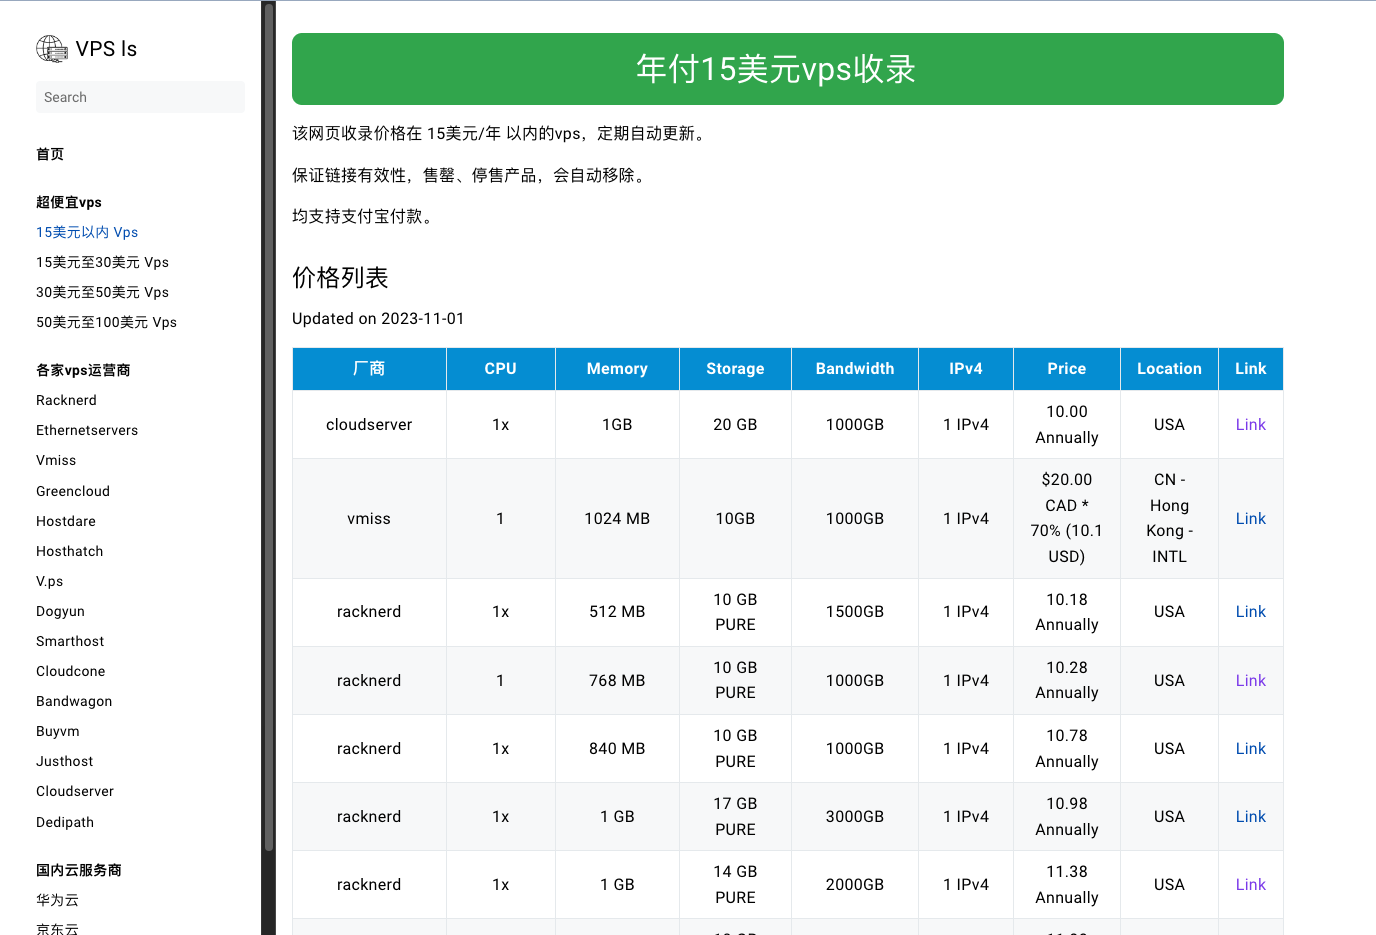 VPS ls
Search
首页
超便宜vps
15美元以内 Vps
15美元至30美元 Vps
30美元至50美元 Vps
50美元至100美元 Vps
各家vps运营商
Racknerd
Ethernetservers
Vmiss
Greencloud
Hostdare
Hosthatch
V.ps
Dogyun
Smarthost
Cloudcone
Bandwagon
Buyvm
Justhost
Cloudserver
Dedipath
国内云服务商
华为云
京东云
年付15美元vps收录
该网页收录价格在 15美元/年 以内的vps，定期自动更新。
保证链接有效性，售罄、停售产品，会自动移除。
均支持支付宝付款。
价格列表
Updated on 2023-11-01
厂商 CPU Memory Storage Bandwidth IPv4 Price Location Link
cloudserver 1x 1GB 20 GB 1000GB 1 IPv4 10.00 Annually USA Link
vmiss 1 1024 MB 10GB 1000GB 1 IPv4 $20.00 CAD * 70% (10.1 USD) CN - Hong Kong - INTL Link
racknerd 1x 512 MB 10 GB PURE 1500GB 1 IPv4 10.18 Annually USA Link
racknerd 1 768 MB 10 GB PURE 1000GB 1 IPv4 10.28 Annually USA Link
racknerd 1x 840 MB 10 GB PURE 1000GB 1 IPv4 10.78 Annually USA Link
racknerd 1x 1 GB 17 GB PURE 3000GB 1 IPv4 10.98 Annually USA Link
racknerd 1x 1 GB 14 GB PURE 2000GB 1 IPv4 11.38 Annually USA Link